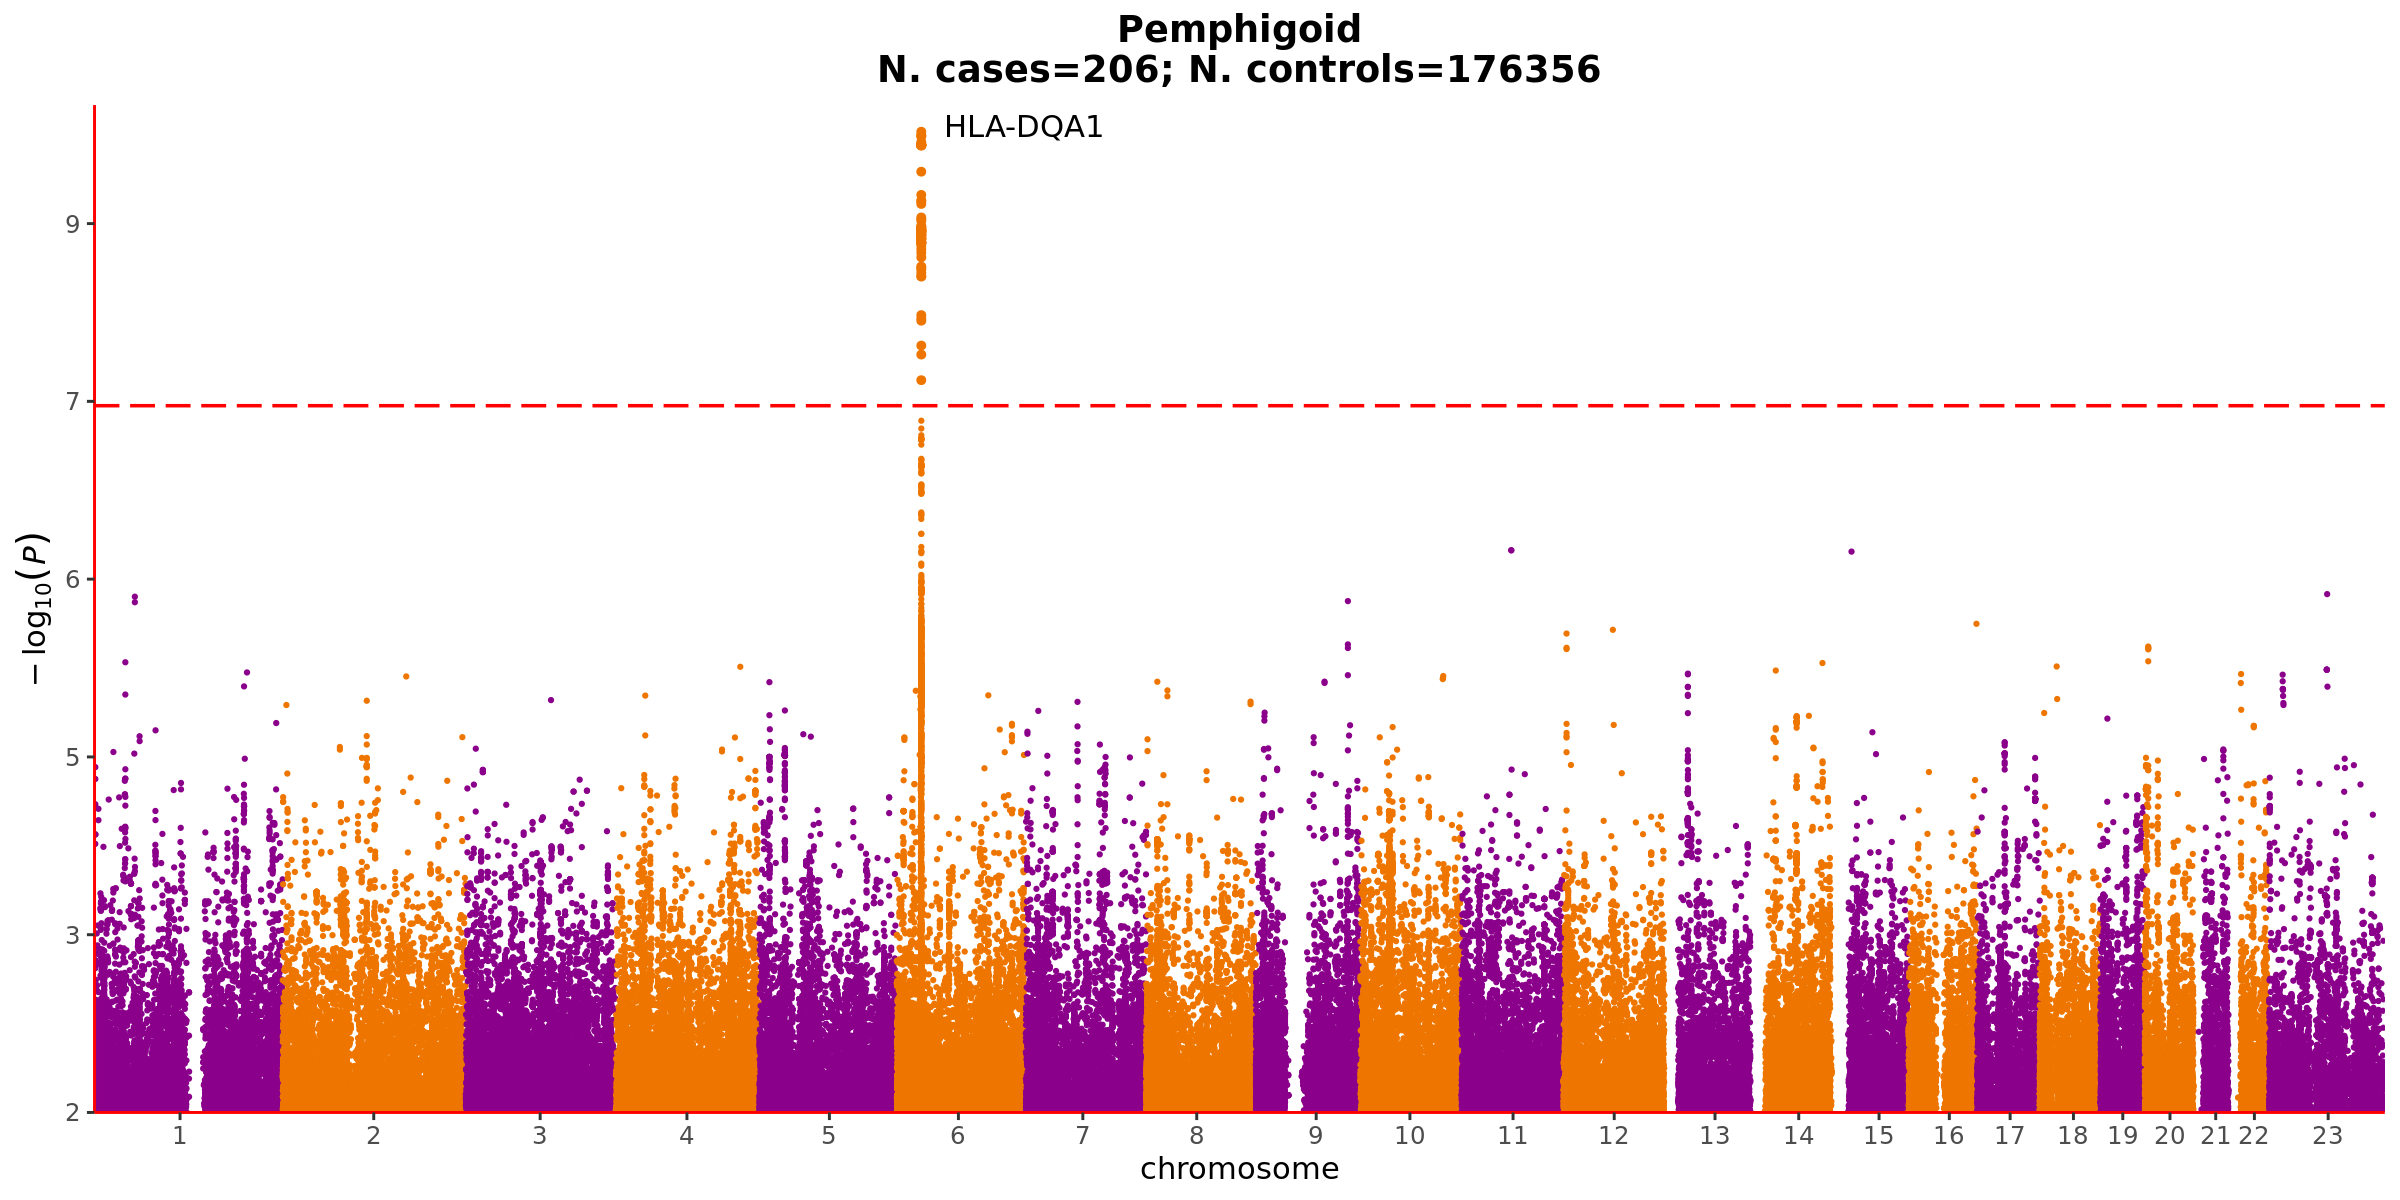 Pemphigoid
N. cases=206; N. controls=176356
HLA-DQA1
9
7
6
5
3
2
−log10(P)
1 2 3 4 5 6 7 8 9 10 11 12 13 14 15 16 17 18 19 20 21 22 23
chromosome